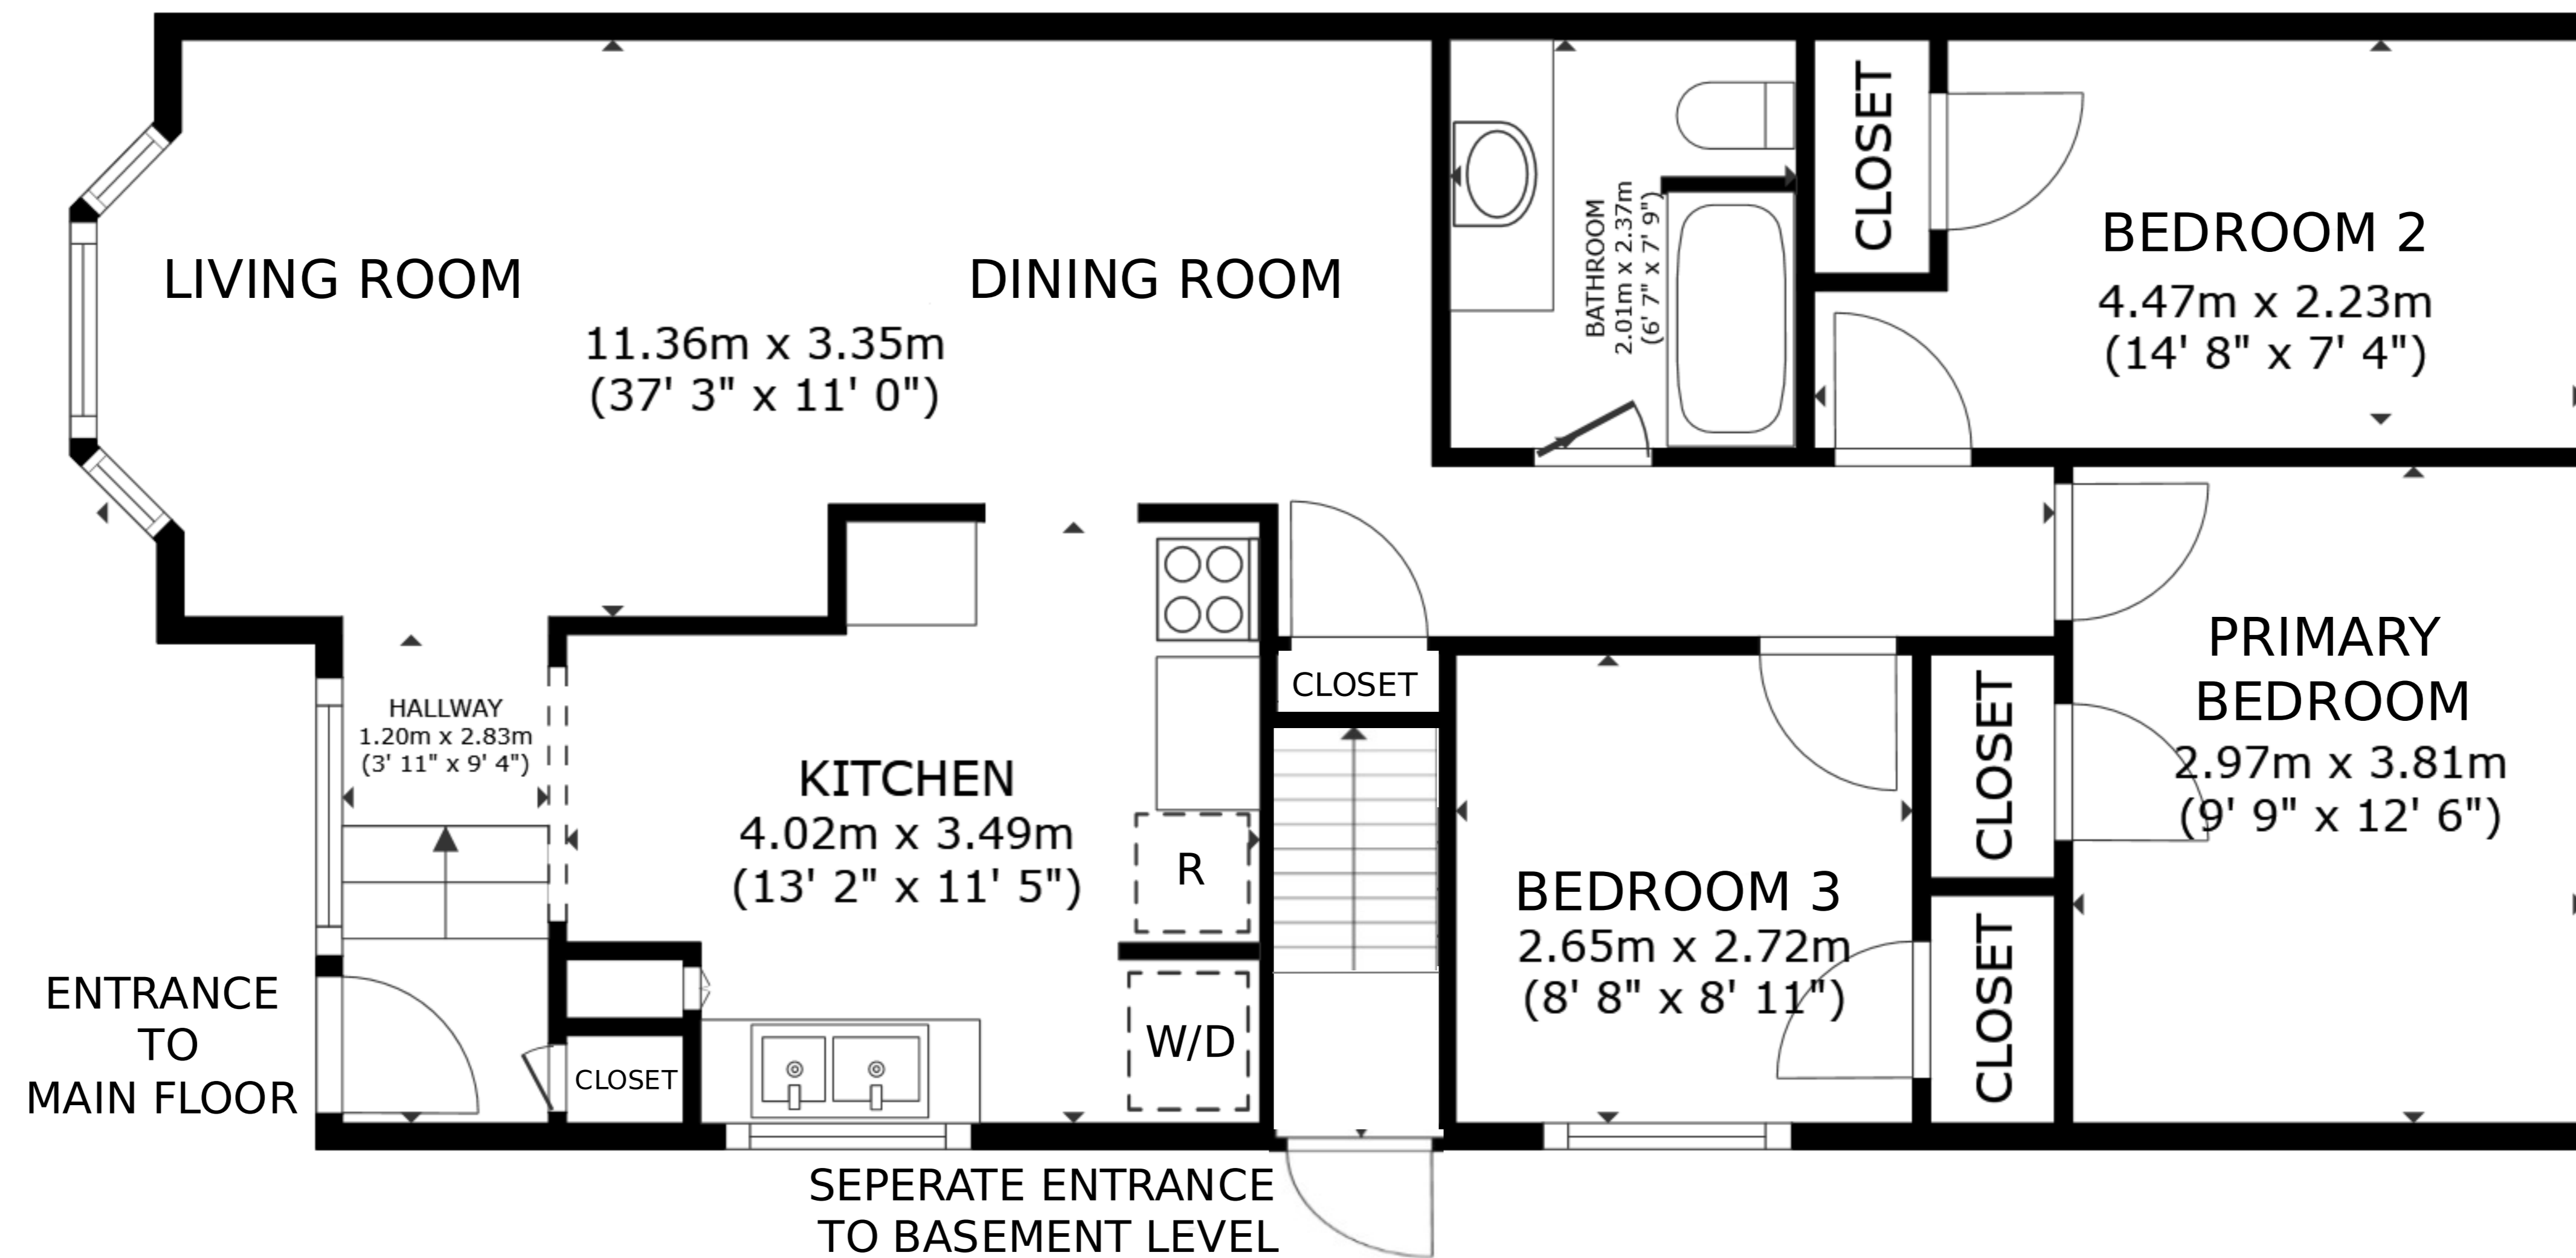 LIVING ROOM
DINING ROOM
11.36m x 3.35m
(37' 3" x 11' 0")
BATHROOM
2.01m x 2.37m
(6' 7" x 7' 9")
CLOSET
BEDROOM 2
4.47m x 2.23m
(14' 8" x 7' 4")
HALLWAY
1.20m x 2.83m
(3' 11" x 9' 4")
KITCHEN
4.02m x 3.49m
(13' 2" x 11' 5")
R
W/D
CLOSET
CLOSET
BEDROOM 3
2.65m x 2.72m
(8' 8" x 8' 11")
CLOSET
CLOSET
PRIMARY
BEDROOM
2.97m x 3.81m
(9' 9" x 12' 6")
ENTRANCE
TO
MAIN FLOOR
SEPERATE ENTRANCE
TO BASEMENT LEVEL